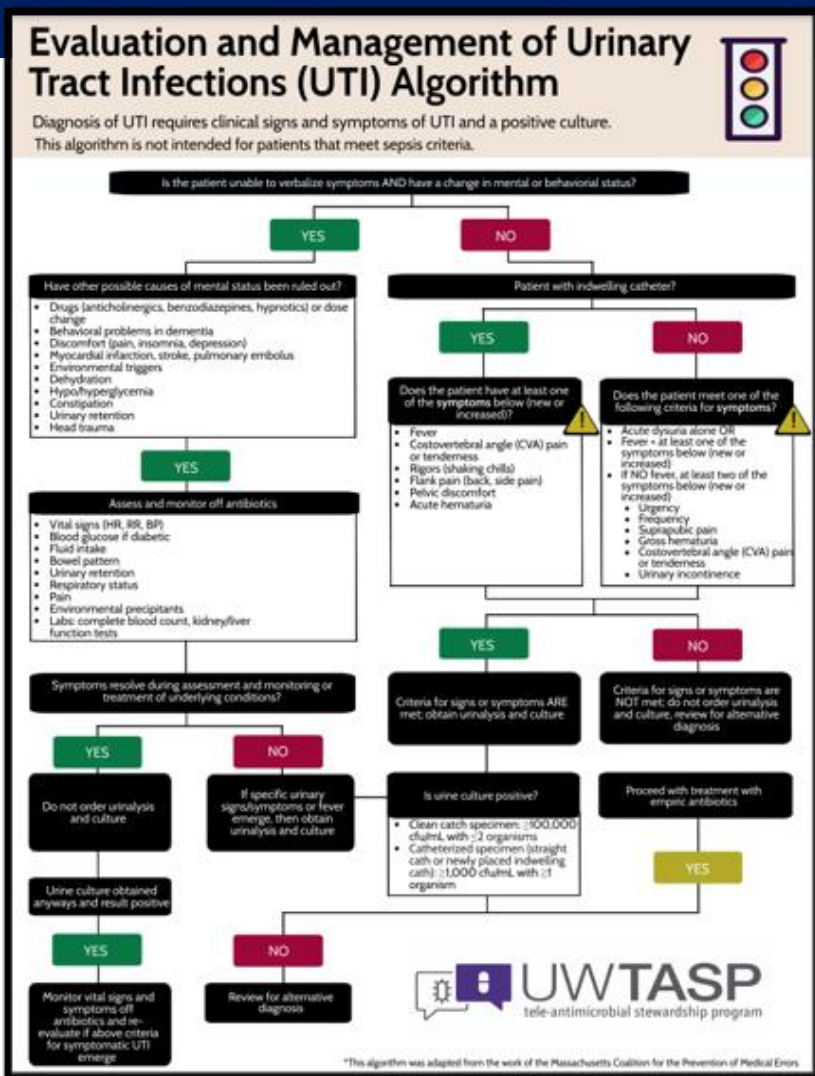 Evaluation and Management of Urinary
Tract Infections (UTI) Algorithm
Diagnosis of UTI requires clinical signs and symptoms of UTI and a positive culture.
This algorithm is not intended for patients that meet sepsis criteria.
Is the patient unable to verbalize symptoms AND have a change in mental or behaviorial status?
YES
NO
Have other possible causes of mental status been ruled out?
• Drugs (anticholinergics, benzodiazepines, hypnotics) or dose
change
• Behavioral problems in dementia
• Discomfort (pain, insomnia, depression)
• Myocardial infarction, stroke, pulmonary embolus
• Environmental triggers
• Dehydration
• Hypo/hyperglycemia
• Constipation
• Urinary retention
• Head trauma
YES
Assess and monitor off antibiotics
• Vital signs (HR, RR, BP)
• Blood glucose if diabetic
• Fluid intake
• Bowel pattern
• Urinary retention
• Respiratory status
• Pain
• Environmental precipitants
• Labs: complete blood count, kidney/liver
function tests
Symptoms resolve during assessment and monitoring or
treatment of underlying conditions?
YES
NO
Do not order urinalysis
and culture
If specific urinary
signs/symptoms or fever
emerge, then obtain
urinalysis and culture
Urine culture obtained
anyways and result positive
YES
Monitor vital signs and
symptoms off
antibiotics and re-
evaluate if above criteria
for symptomatic UTI
emerge
Patient with indwelling catheter?
YES
NO
Does the patient have at least one
of the symptoms below (new or
increased)?
• Fever
• Costovertebral angle (CVA) pain
or tenderness
• Rigors (shaking chills)
• Flank pain (back, side pain)
• Pelvic discomfort
• Acute hematuria
Does the patient meet one of the
following criteria for symptoms?
• Acute dysuria alone OR
• Fever + at least one of the
symptoms below (new or
increased)
• If NO fever, at least two of the
symptoms below (new or
increased)
• Urgency
• Frequency
• Suprapubic pain
• Gross hematuria
• Costovertebral angle (CVA) pain
or tenderness
• Urinary incontinence
YES
NO
Criteria for signs or symptoms ARE
met; obtain urinalysis and culture
Criteria for signs or symptoms are
NOT met; do not order urinalysis
and culture, review for alternative
diagnosis
Is urine culture positive?
• Clean catch specimen: ≥100,000
cfu/mL with ≤2 organisms
• Catheterized specimen (straight
cath or newly placed indwelling
cath): ≥1,000 cfu/mL with ≥1
organism
Proceed with treatment with
empiric antibiotics
YES
NO
Review for alternative
diagnosis
UWTASP
tele-antimicrobial stewardship program
*This algorithm was adapted from the work of the Massachusetts Coalition for the Prevention of Medical Errors